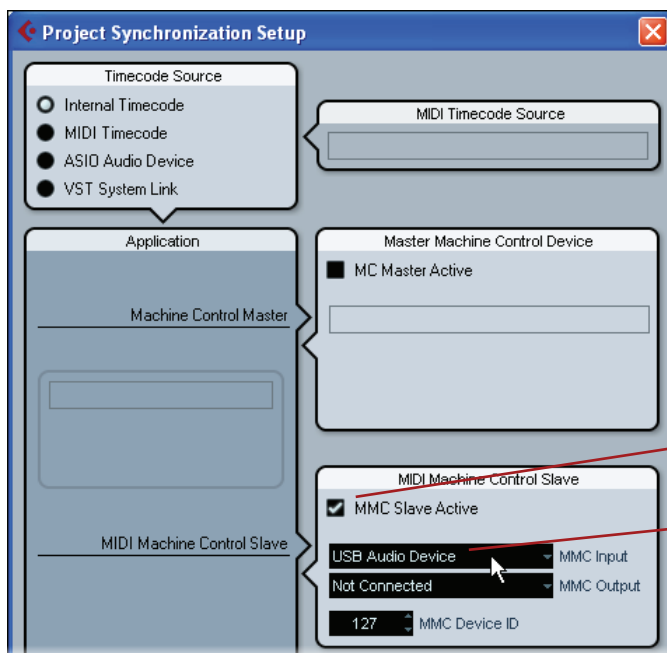 Project Synchronization Setup
Timecode Source
Internal Timecode
MIDI Timecode
ASIO Audio Device
VST System Link
MIDI Timecode Source
Application
Machine Control Master
MIDI Machine Control Slave
Master Machine Control Device
MC Master Active
MIDI Machine Control Slave
MMC Slave Active
USB Audio Device MMC Input
Not Connected MMC Output
127 MMC Device ID